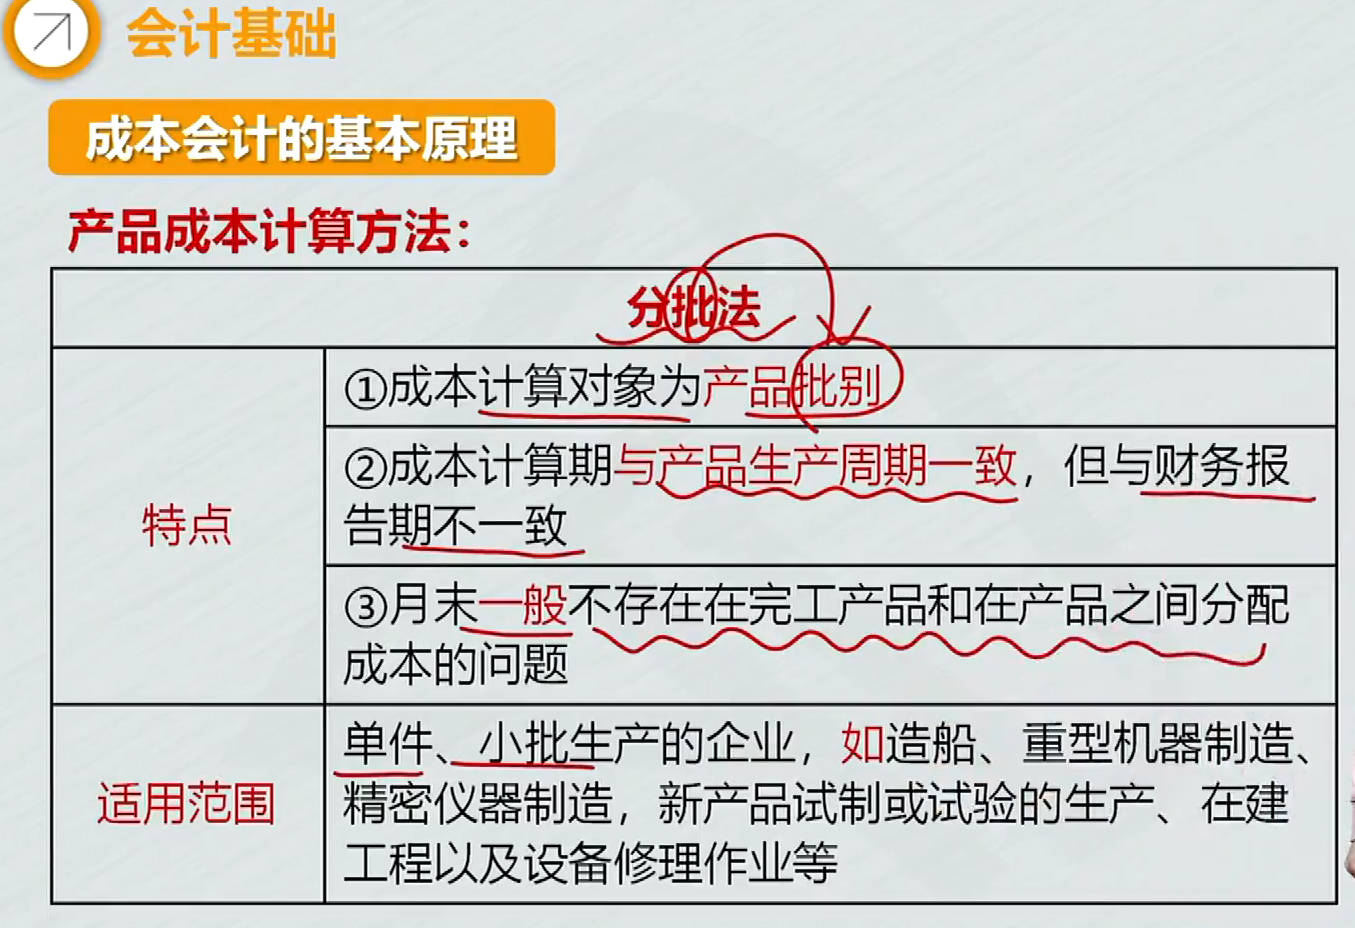 会计基础
成本会计的基本原理
产品成本计算方法：
分批法
特点
①成本计算对象为产品批别
②成本计算期与产品生产周期一致，但与财务报
告期不一致
③月末一般不存在在完工产品和在产品之间分配
成本的问题
适用范围
单件、小批生产的企业，如造船、重型机器制造、
精密仪器制造，新产品试制或试验的生产、在建
工程以及设备修理作业等